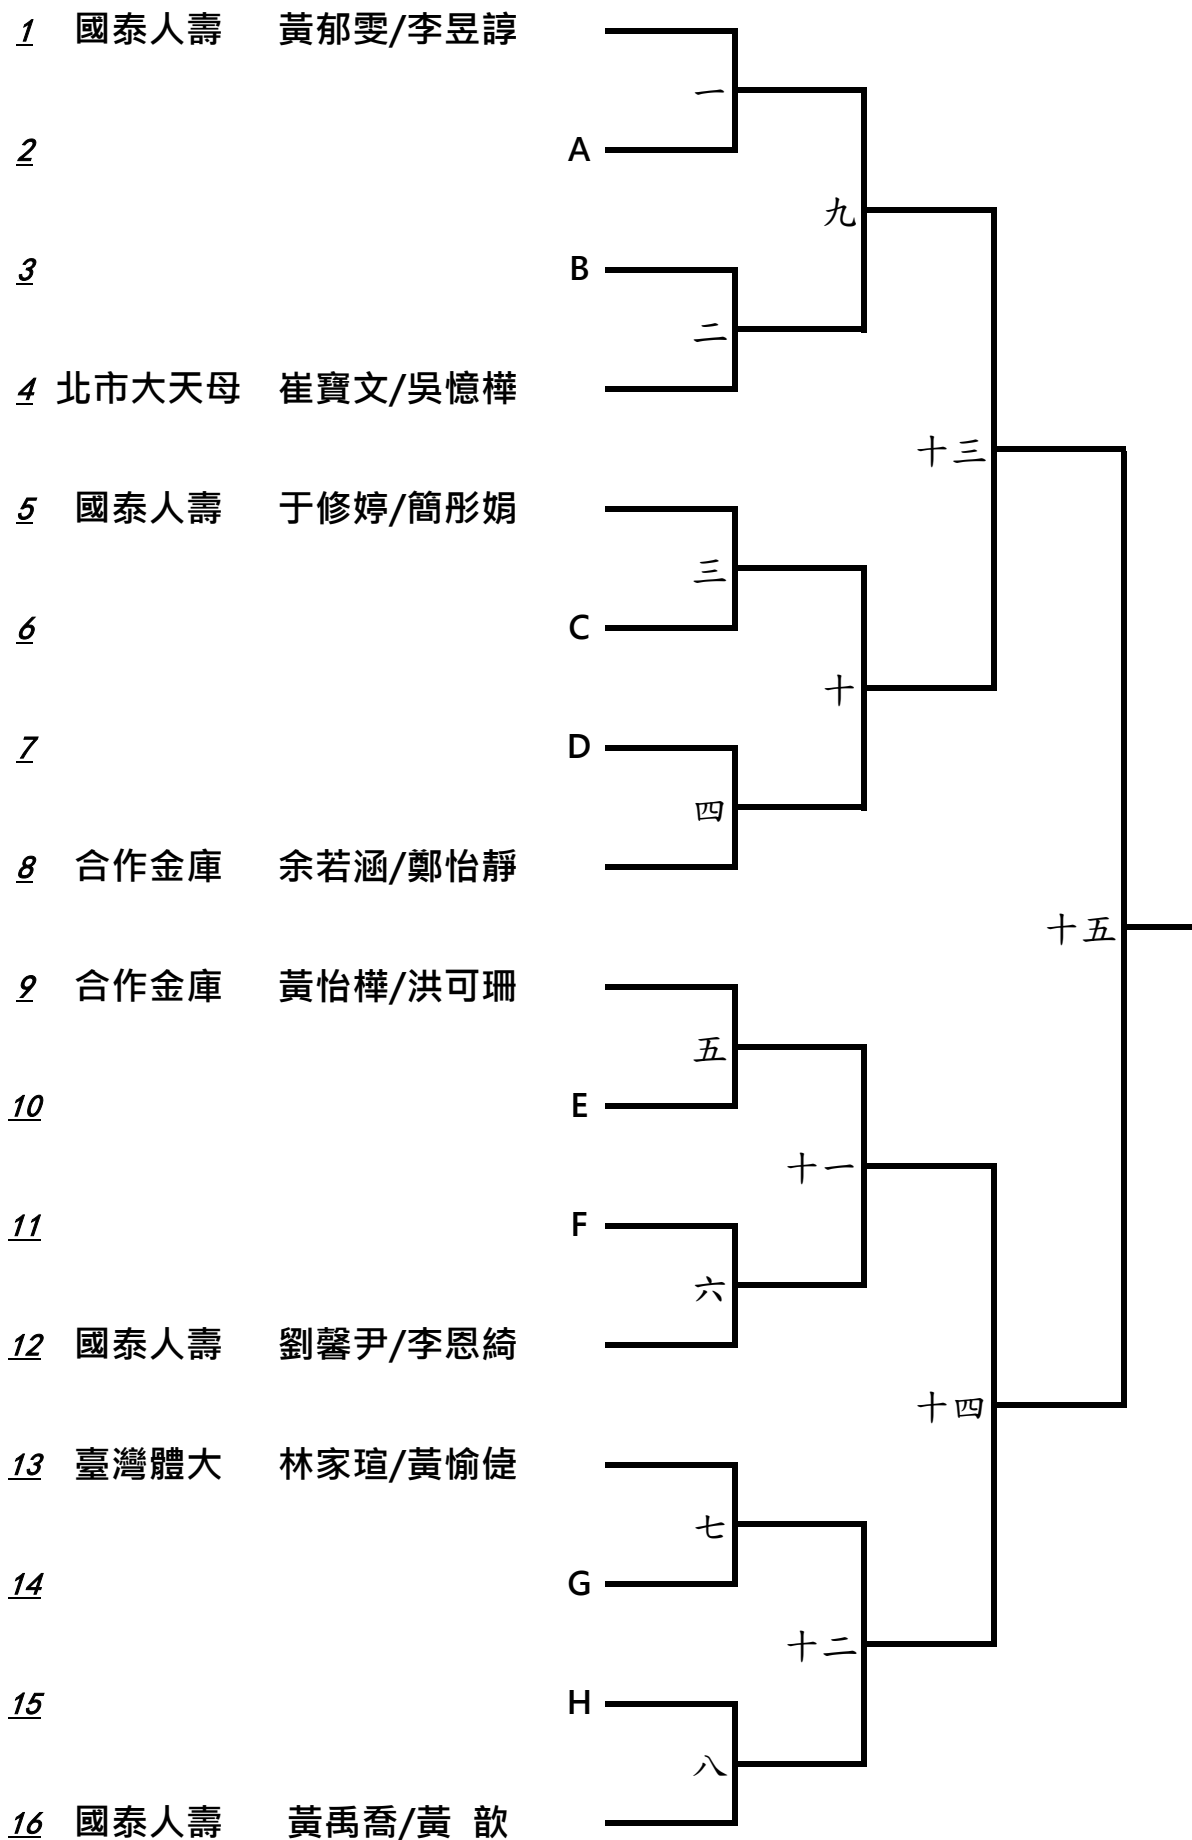 1 國泰人壽 黃郁雯/李昱諄
一
2 A
九
3 B
二
4 北市大天母 崔寶文/吳憶樺
十三
5 國泰人壽 于修婷/簡彤娟
三
6 C
十
7 D
四
8 合作金庫 余若涵/鄭怡靜
十五
9 合作金庫 黃怡樺/洪可珊
五
10 E
十一
11 F
六
12 國泰人壽 劉馨尹/李恩綺
十四
13 臺灣體大 林家瑄/黃愉偼
七
14 G
十二
15 H
八
16 國泰人壽 黃禹喬/黃 歆